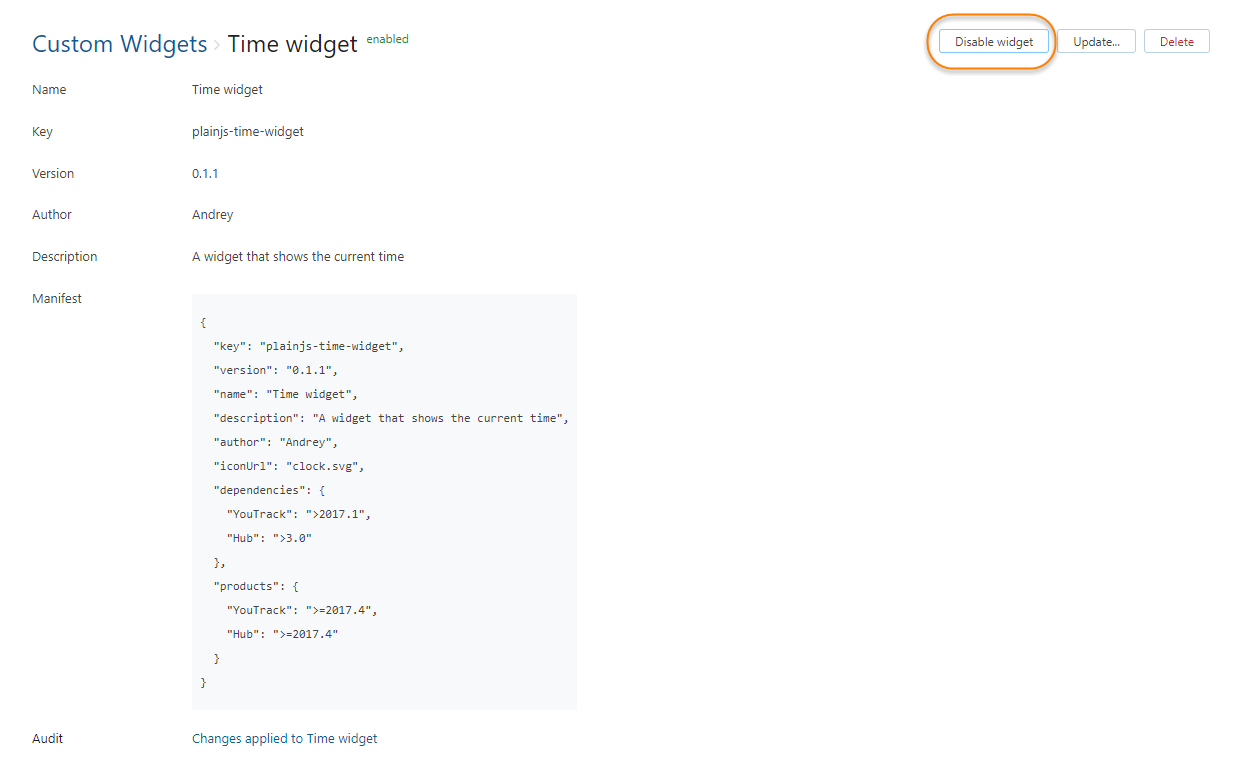 Custom Widgets › Time widget enabled
Disable widget Update... Delete
Name Time widget
Key plainjs-time-widget
Version 0.1.1
Author Andrey
Description A widget that shows the current time
Manifest
{
"key": "plainjs-time-widget",
"version": "0.1.1",
"name": "Time widget",
"description": "A widget that shows the current time",
"author": "Andrey",
"iconUrl": "clock.svg",
"dependencies": {
"YouTrack": ">2017.1",
"Hub": ">3.0"
},
"products": {
"YouTrack": ">=2017.4",
"Hub": ">=2017.4"
}
}
Audit Changes applied to Time widget